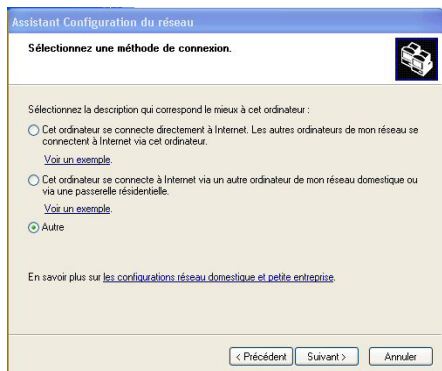 Assistant Configuration du réseau
Sélectionnez une méthode de connexion.
Sélectionnez la description qui correspond le mieux à cet ordinateur :
Cet ordinateur se connecte directement à Internet. Les autres ordinateurs de mon réseau se
connectent à Internet via cet ordinateur.
Voir un exemple.
Cet ordinateur se connecte à Internet via un autre ordinateur de mon réseau domestique ou
via une passerelle résidentielle.
Voir un exemple.
Autre
En savoir plus sur les configurations réseau domestique et petite entreprise.
< Précédent Suivant > Annuler